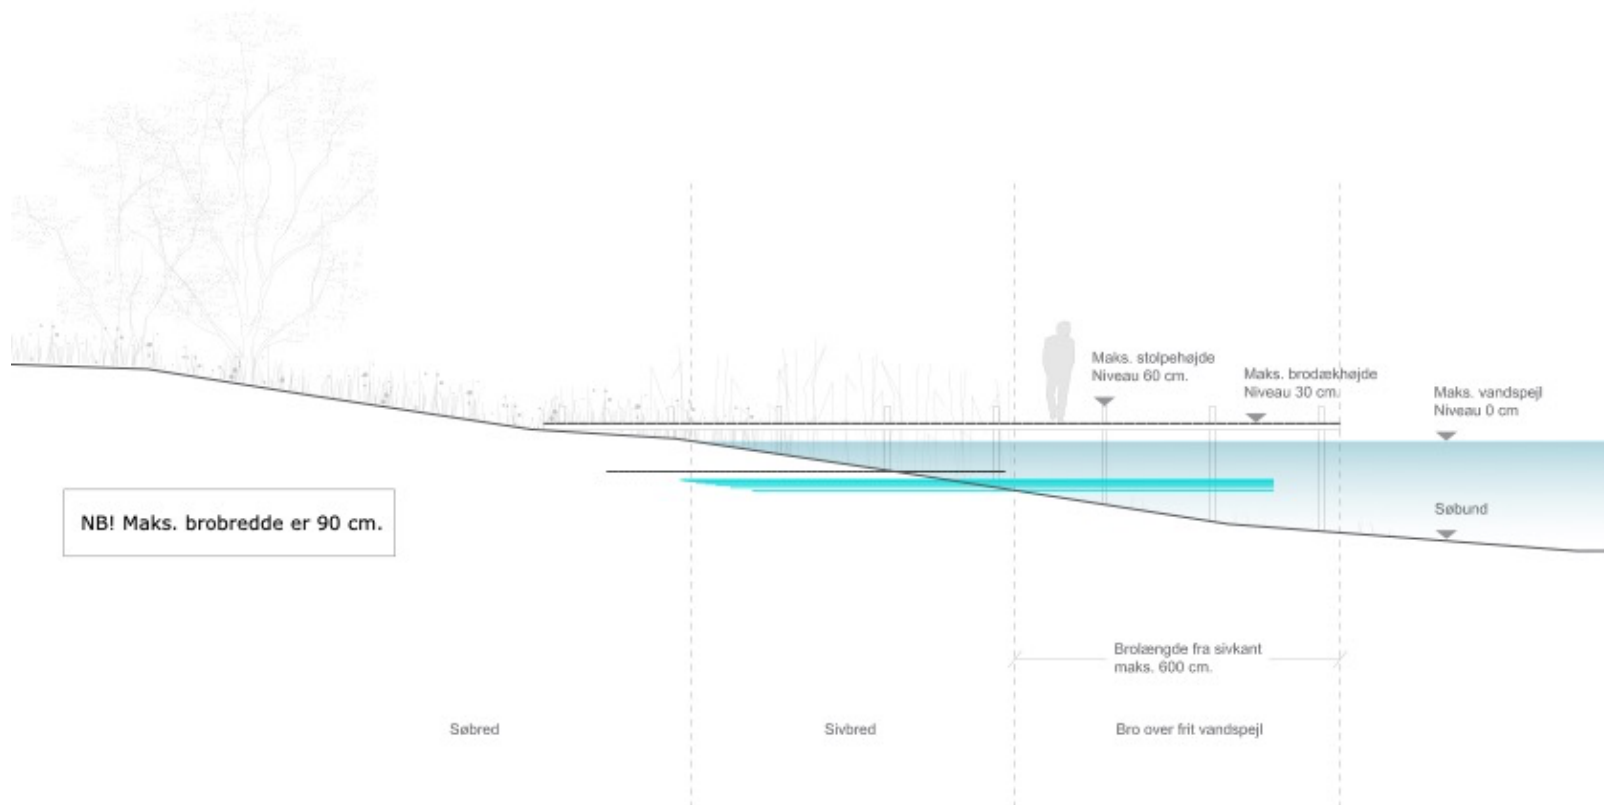 Maks. stolpehøjde
Niveau 60 cm.
Maks. brodækhøjde
Niveau 30 cm.
Maks. vandspejl
Niveau 0 cm
Søbund
NB! Maks. brobredde er 90 cm.
Brolængde fra sivkant
maks. 600 cm.
Søbred
Sivbred
Bro over frit vandspejl